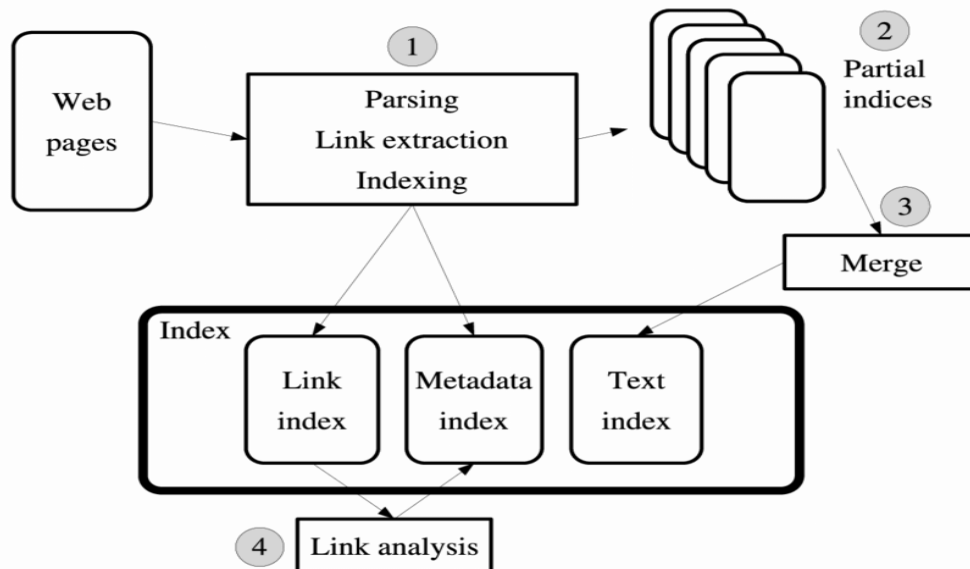 Web
pages
1
Parsing
Link extraction
Indexing
2
Partial
indices
3
Merge
Index
Link
index
Metadata
index
Text
index
4
Link analysis